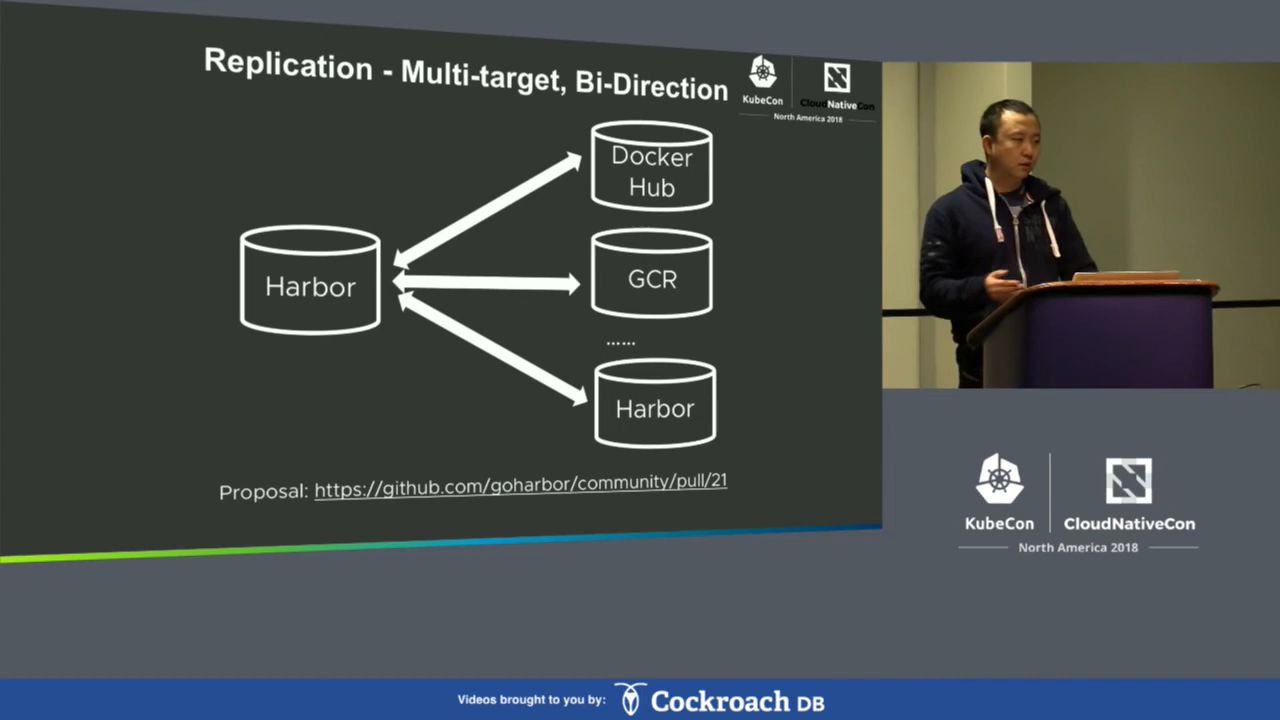 Replication - Multi-target, Bi-Direction
KubeCon
CloudNativeCon
North America 2018
Docker
Hub
Harbor
GCR
......
Harbor
Proposal: https://github.com/goharbor/community/pull/21
KubeCon
CloudNativeCon
North America 2018
Videos brought to you by:
Cockroach DB